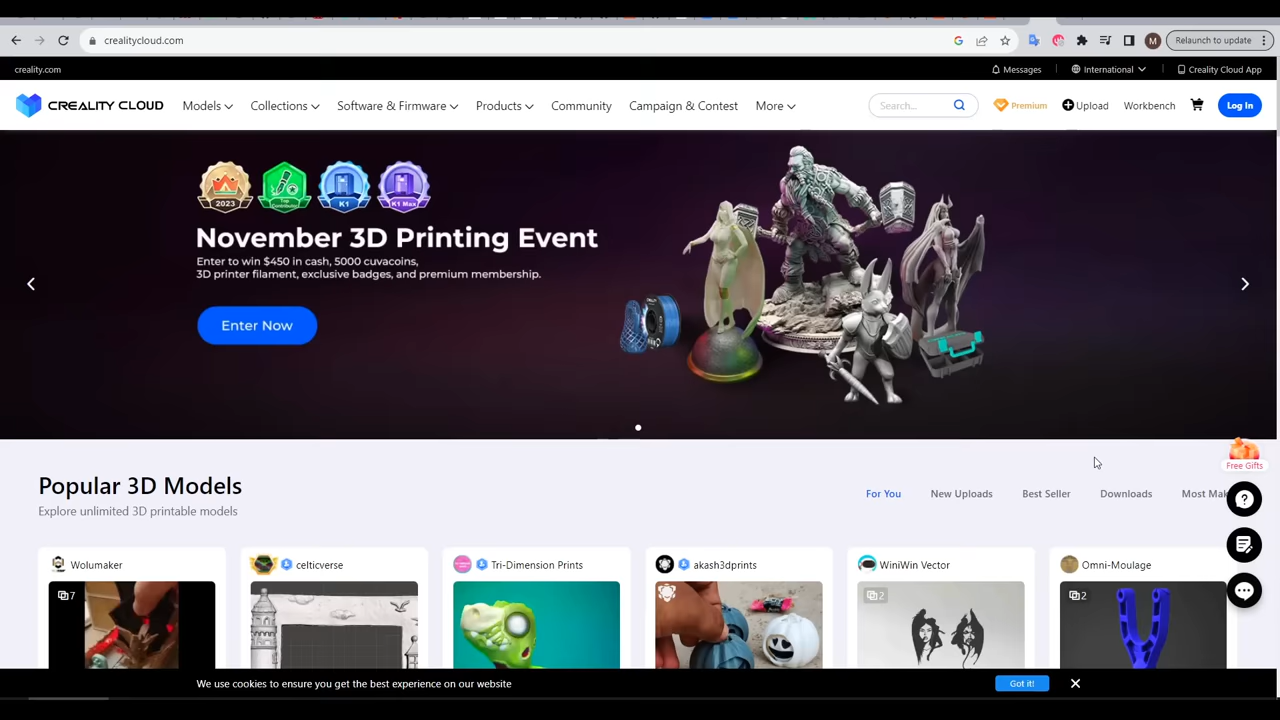 crealitycloud.com
Relaunch to update
creality.com
Messages
International
Creality Cloud App
CREALITY CLOUD
Models
Collections
Software & Firmware
Products
Community
Campaign & Contest
More
Search...
Premium
Upload
Workbench
Log In
2023
Top Contributor
K1
K1 Max
November 3D Printing Event
Enter to win $450 in cash, 5000 cuvacoins,
3D printer filament, exclusive badges, and premium membership.
Enter Now
Free Gifts
Popular 3D Models
Explore unlimited 3D printable models
For You
New Uploads
Best Seller
Downloads
Most Mak
Wolumaker
celticverse
Tri-Dimension Prints
akash3dprints
WiniWin Vector
Omni-Moulage
7
2
2
We use cookies to ensure you get the best experience on our website
Got it!